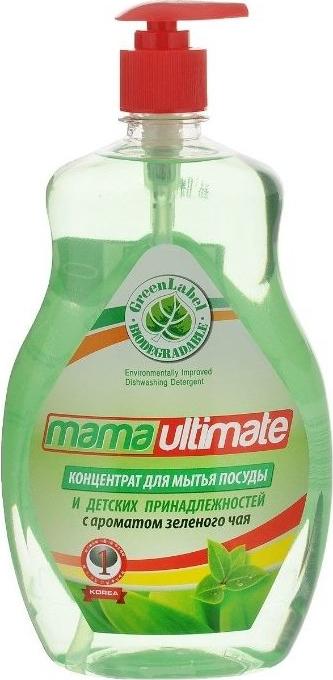 GreenLabel
BIODEGRADABLE
Environmentally Improved
Dishwashing Detergent
mama ultimate
КОНЦЕНТРАТ ДЛЯ МЫТЬЯ ПОСУДЫ
И ДЕТСКИХ ПРИНАДЛЕЖНОСТЕЙ
с ароматом зеленого чая
1
KOREA